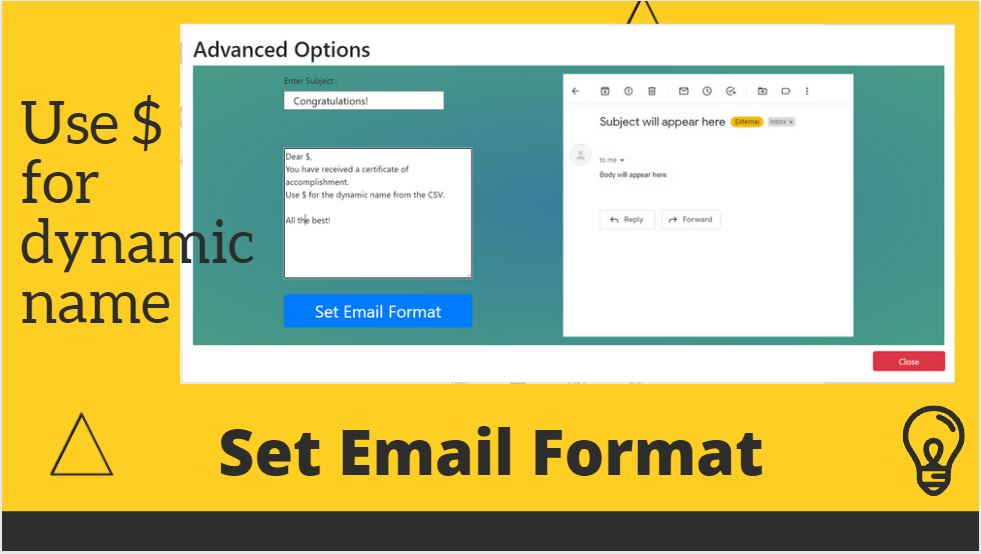 Advanced Options
Use $
for
dynamic
name
Enter Subject :
Congratulations!
Dear $,
You have received a certificate of
accomplishment.
Use $ for the dynamic name from the CSV.
All the best!
Set Email Format
Subject will appear here External Inbox x
to me
Body will appear here.
Reply Forward
Close
Set Email Format